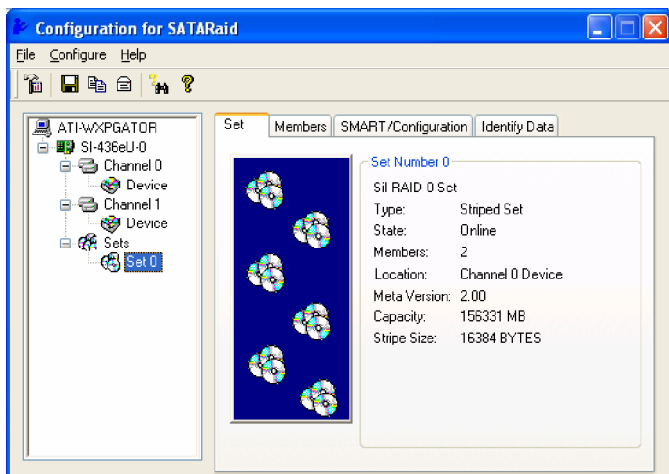 Configuration for SATARaid
File Configure Help
ATI-WXPGATOR
SI-436eU-0
Channel 0
Device
Channel 1
Device
Sets
Set 0
Set Members SMART/Configuration Identify Data
Set Number 0
Sil RAID 0 Set
Type: Striped Set
State: Online
Members: 2
Location: Channel 0 Device
Meta Version: 2.00
Capacity: 156331 MB
Stripe Size: 16384 BYTES